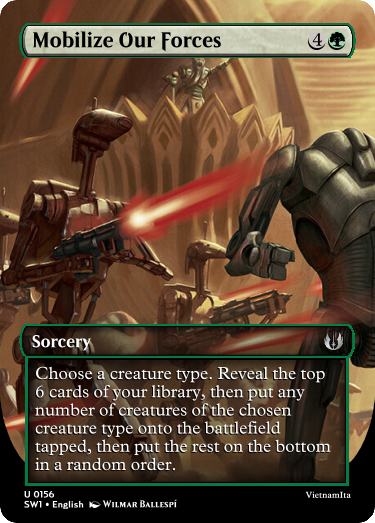 Mobilize Our Forces 4
Sorcery
Choose a creature type. Reveal the top
6 cards of your library, then put any
number of creatures of the chosen
creature type onto the battlefield
tapped, then put the rest on the bottom
in a random order.
U 0156
SW1 • English WILMAR BALLESPÍ
VietnamIta